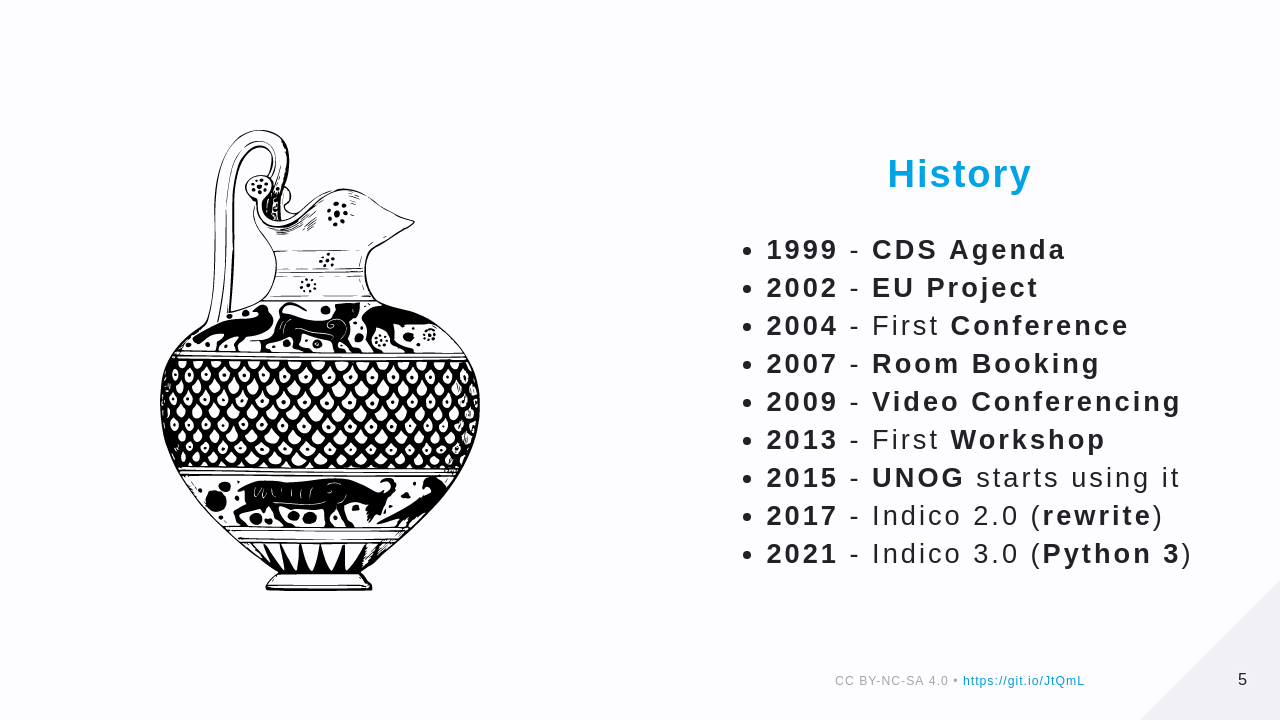 History
• 1999 - CDS Agenda
• 2002 - EU Project
• 2004 - First Conference
• 2007 - Room Booking
• 2009 - Video Conferencing
• 2013 - First Workshop
• 2015 - UNOG starts using it
• 2017 - Indico 2.0 (rewrite)
• 2021 - Indico 3.0 (Python 3)
CC BY-NC-SA 4.0 • https://git.io/JtQmL
5